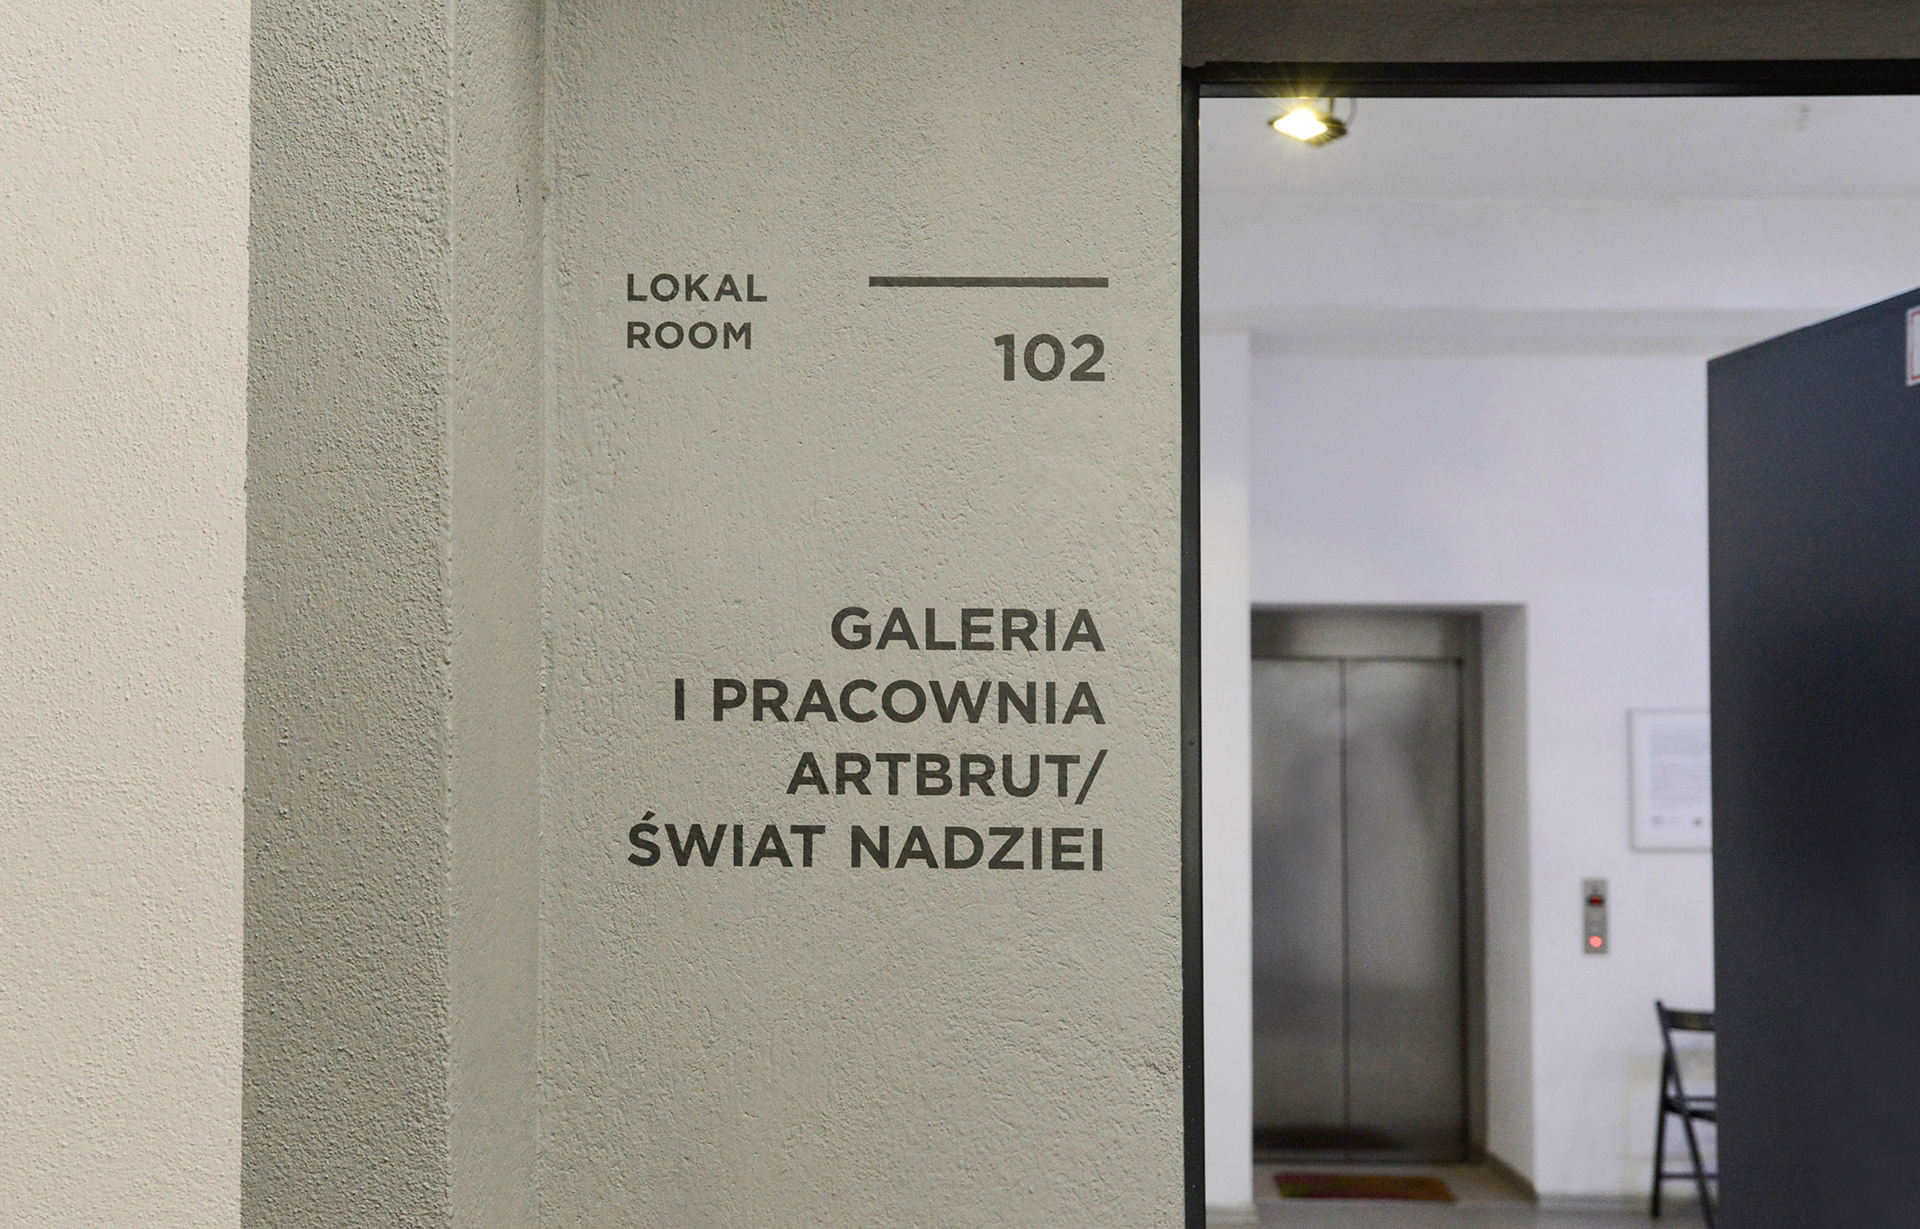 LOKAL
ROOM
102
GALERIA
I PRACOWNIA
ARTBRUT/
ŚWIAT NADZIEI